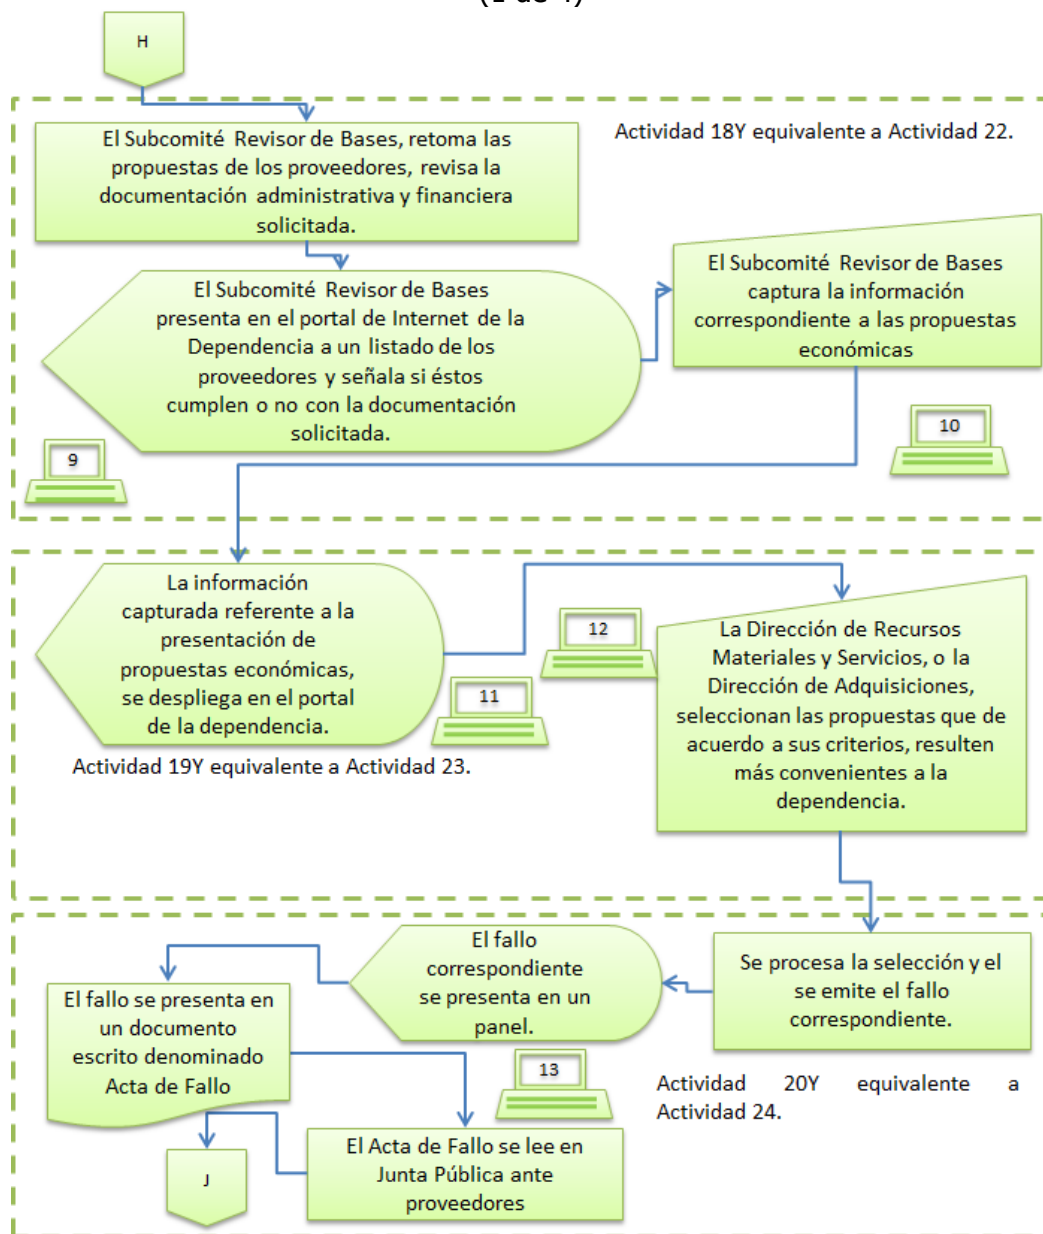 (1 de 4)
H
El Subcomité Revisor de Bases, retoma las
propuestas de los proveedores, revisa la
documentación administrativa y financiera
solicitada.
Actividad 18Y equivalente a Actividad 22.
El Subcomité Revisor de Bases
presenta en el portal de Internet de la
Dependencia a un listado de los
proveedores y señala si éstos
cumplen o no con la documentación
solicitada.
El Subcomité Revisor de Bases
captura la información
correspondiente a las propuestas
económicas
9
10
La información
capturada referente a la
presentación de
propuestas económicas,
se despliega en el portal
de la dependencia.
11
12
La Dirección de Recursos
Materiales y Servicios, o la
Dirección de Adquisiciones,
seleccionan las propuestas que de
acuerdo a sus criterios, resulten
más convenientes a la
dependencia.
Actividad 19Y equivalente a Actividad 23.
Se procesa la selección y el
se emite el fallo
correspondiente.
El fallo
correspondiente
se presenta en un
panel.
13
El fallo se presenta en
un documento
escrito denominado
Acta de Fallo
Actividad 20Y equivalente a
Actividad 24.
El Acta de Fallo se lee en
Junta Pública ante
proveedores
J